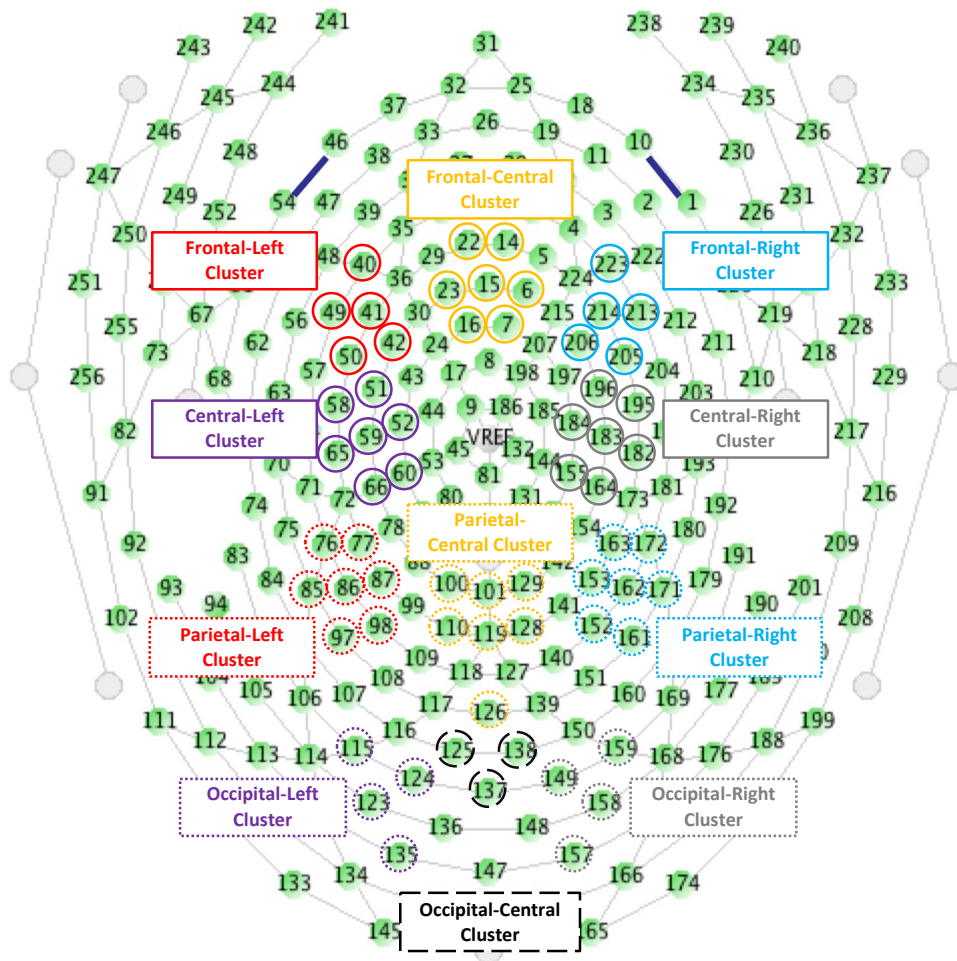 242 241 238 239
243 31 240
245 244 32 25 234 235
37 18
246 33 26 19 236
46 10
248 38 11 230
247 237
249 54 47 39 Frontal-Central 3 2 1 226 231
252 35 Cluster 4
250 22 14 232
Frontal-Left 48 40 29 5 223 222 Frontal-Right
Cluster 36 224 Cluster
251 23 15 6 233
49 41 30 215 214 213
255 67 56 16 7 212 219 228
62 42 24 207 206 211
73 50 8 205 218
256 68 57 43 17 198 197 204 210 229
63 51 196 203
58 44 9 186 185 195
Central-Left 52 184 Central-Right
Cluster 59 VREF 183 Cluster
82 65 45 132 182 217
70 60 53 81 144 155 193
91 71 66 164 181 216
74 72 80 131 173 192
75 78 Parietal- 154 180
92 76 77 Central Cluster 163 172 209
83 191
93 84 87 100 129 153 179 201
94 85 86 101 162 171 190
102 99 141 208
97 98 110 119 128 152 161
Parietal-Left Parietal-Right
Cluster 109 140 Cluster
118 127
105 106 107 108 151 160 169 177
117 126 139
111 116 150 199
112 113 114 115 125 138 159 168 176 188
124 137 149
Occipital-Left 123 158 Occipital-Right
Cluster 136 148 Cluster
135 157
134 147 166
133 174
Occipital-Central
145 Cluster 165